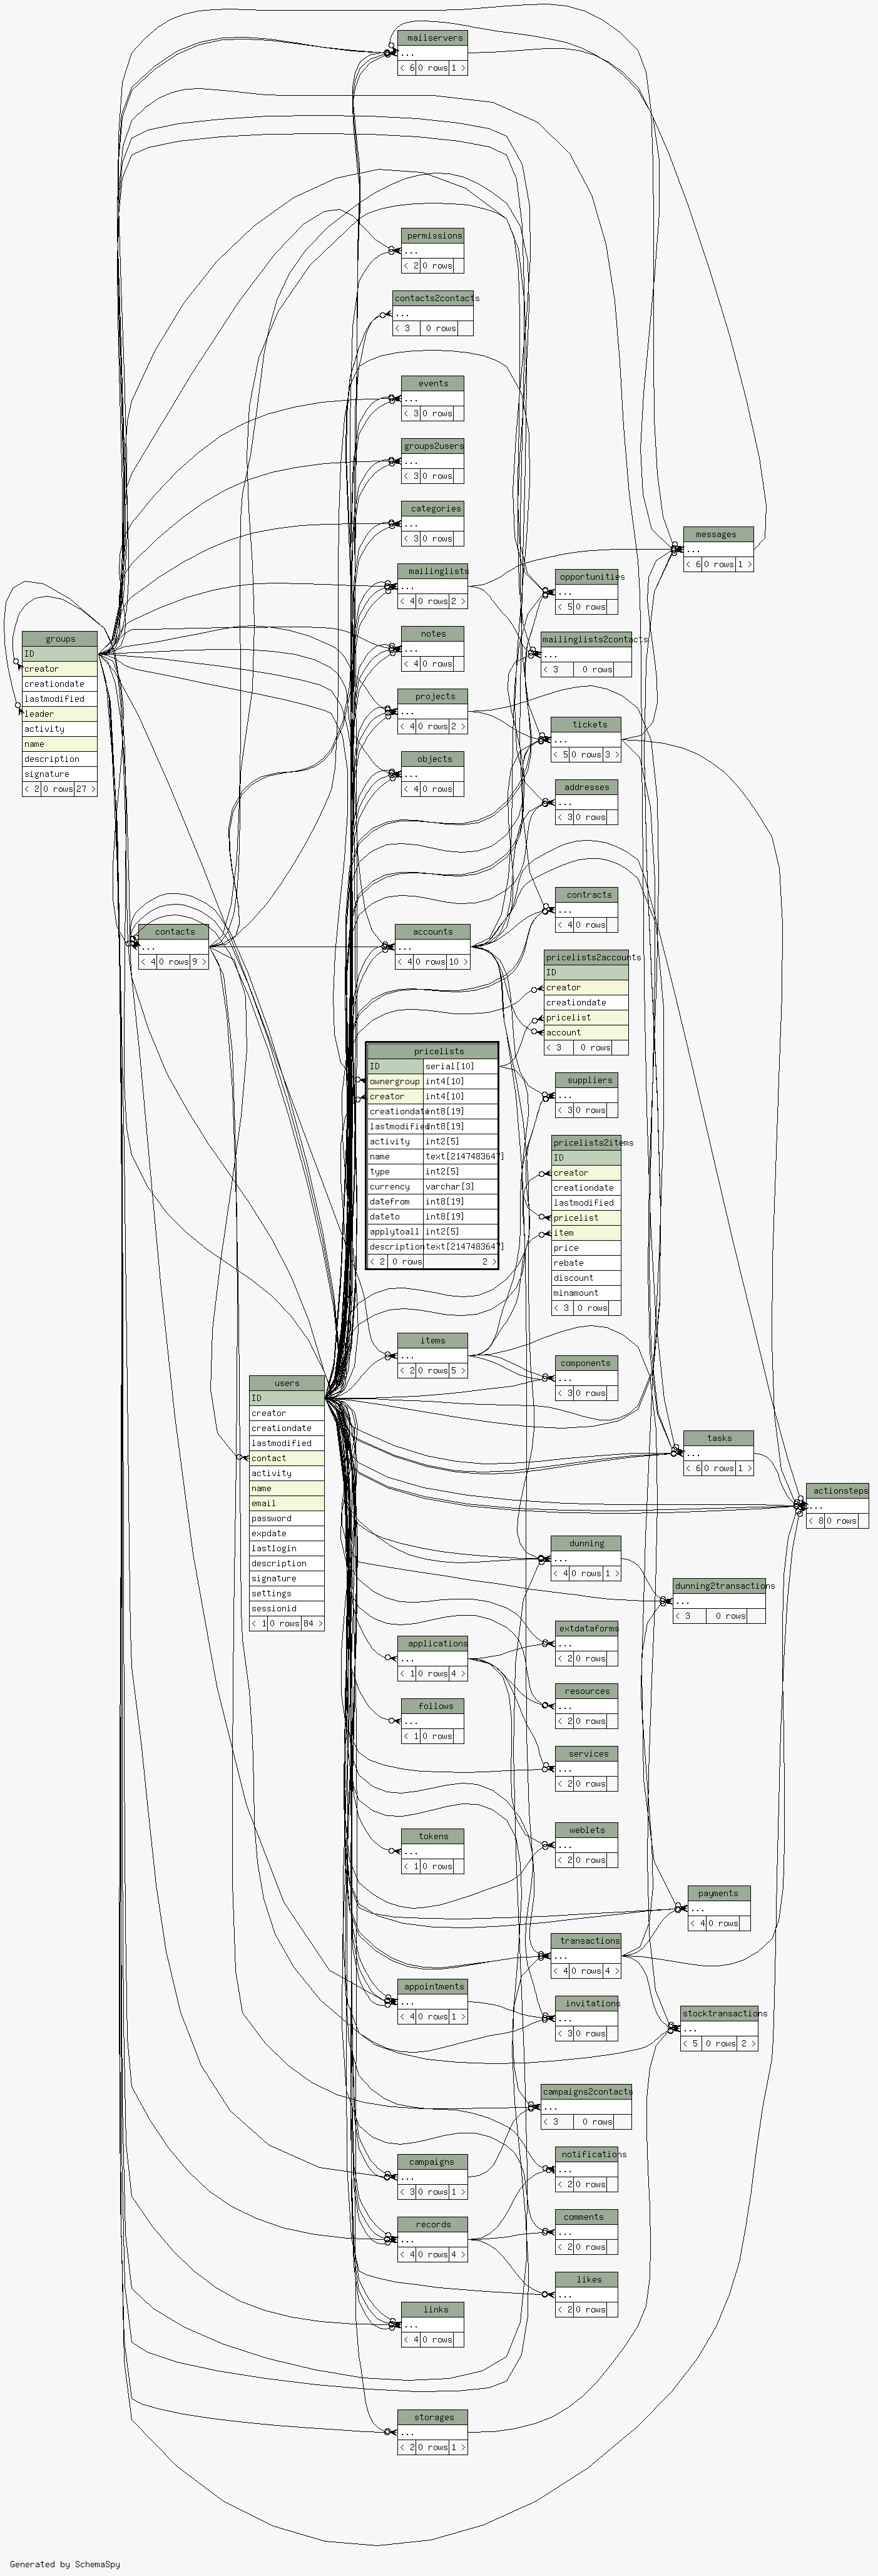 mailservers
...
< 6 0 rows 1 >
permissions
...
< 2 0 rows
contacts2contacts
...
< 3 0 rows
events
...
< 3 0 rows
groups2users
...
< 3 0 rows
categories
...
< 3 0 rows
messages
...
< 6 0 rows 1 >
mailinglists
...
< 4 0 rows 2 >
opportunities
...
< 5 0 rows
groups
ID
creator
creationdate
lastmodified
leader
activity
name
description
signature
< 2 0 rows 27 >
notes
...
< 4 0 rows
mailinglists2contacts
...
< 3 0 rows
projects
...
< 4 0 rows 2 >
tickets
...
< 5 0 rows 3 >
objects
...
< 4 0 rows
addresses
...
< 3 0 rows
contracts
...
< 4 0 rows
contacts
...
< 4 0 rows 9 >
accounts
...
< 4 0 rows 10 >
pricelists2accounts
ID
creator
creationdate
pricelist
account
< 3 0 rows
pricelists
ID serial[10]
ownergroup int4[10]
creator int4[10]
creationdate int8[19]
lastmodified int8[19]
activity int2[5]
name text[2147483647]
type int2[5]
currency varchar[3]
datefrom int8[19]
dateto int8[19]
applytoall int2[5]
description text[2147483647]
< 2 0 rows 2 >
suppliers
...
< 3 0 rows
pricelists2items
ID
creator
creationdate
lastmodified
pricelist
item
price
rebate
discount
minamount
< 3 0 rows
items
...
< 2 0 rows 5 >
components
...
< 3 0 rows
users
ID
creator
creationdate
lastmodified
contact
activity
name
email
password
expdate
lastlogin
description
signature
settings
sessionid
< 1 0 rows 84 >
tasks
...
< 6 0 rows 1 >
actionsteps
...
< 8 0 rows
dunning
...
< 4 0 rows 1 >
dunning2transactions
...
< 3 0 rows
extdataforms
...
< 2 0 rows
applications
...
< 1 0 rows 4 >
resources
...
< 2 0 rows
follows
...
< 1 0 rows
services
...
< 2 0 rows
weblets
...
< 2 0 rows
tokens
...
< 1 0 rows
payments
...
< 4 0 rows
transactions
...
< 4 0 rows 4 >
appointments
...
< 4 0 rows 1 >
invitations
...
< 3 0 rows
stocktransactions
...
< 5 0 rows 2 >
campaigns2contacts
...
< 3 0 rows
campaigns
...
< 3 0 rows 1 >
notifications
...
< 2 0 rows
records
...
< 4 0 rows 4 >
comments
...
< 2 0 rows
likes
...
< 2 0 rows
links
...
< 4 0 rows
storages
...
< 2 0 rows 1 >
Generated by SchemaSpy